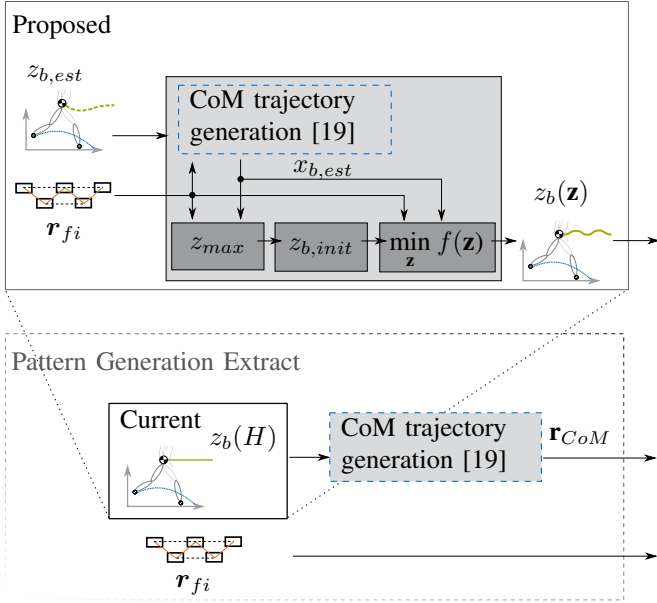 Proposed
z_{b,est}
CoM trajectory
generation [19]
x_{b,est}
r_{fi}
z_{max}
z_{b,init}
min_{z} f(z)
z_b(z)
Pattern Generation Extract
Current
z_b(H)
CoM trajectory
generation [19]
r_{CoM}
r_{fi}